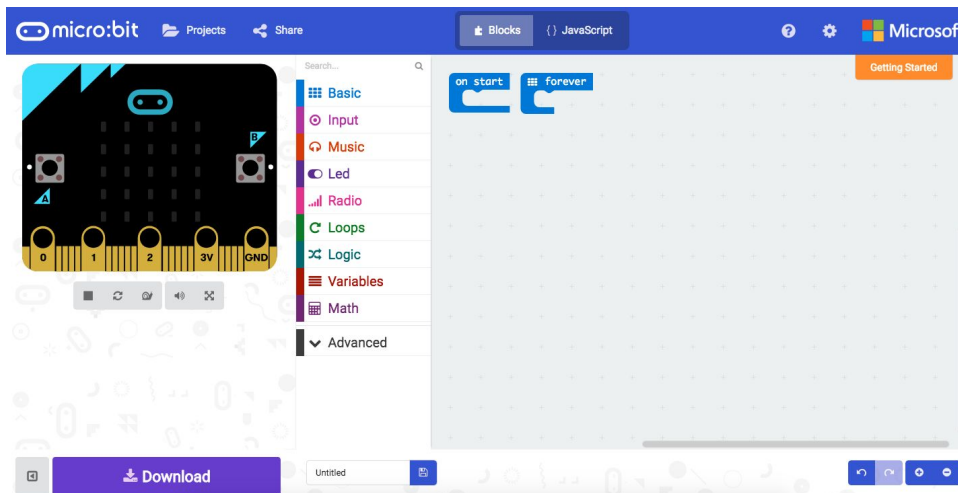 micro:bit
Projects
Share
Blocks
{} JavaScript
Microsof
Getting Started
Search...
Basic
Input
Music
Led
Radio
Loops
Logic
Variables
Math
Advanced
on start
forever
B
A
0 1 2 3V GND
Download
Untitled